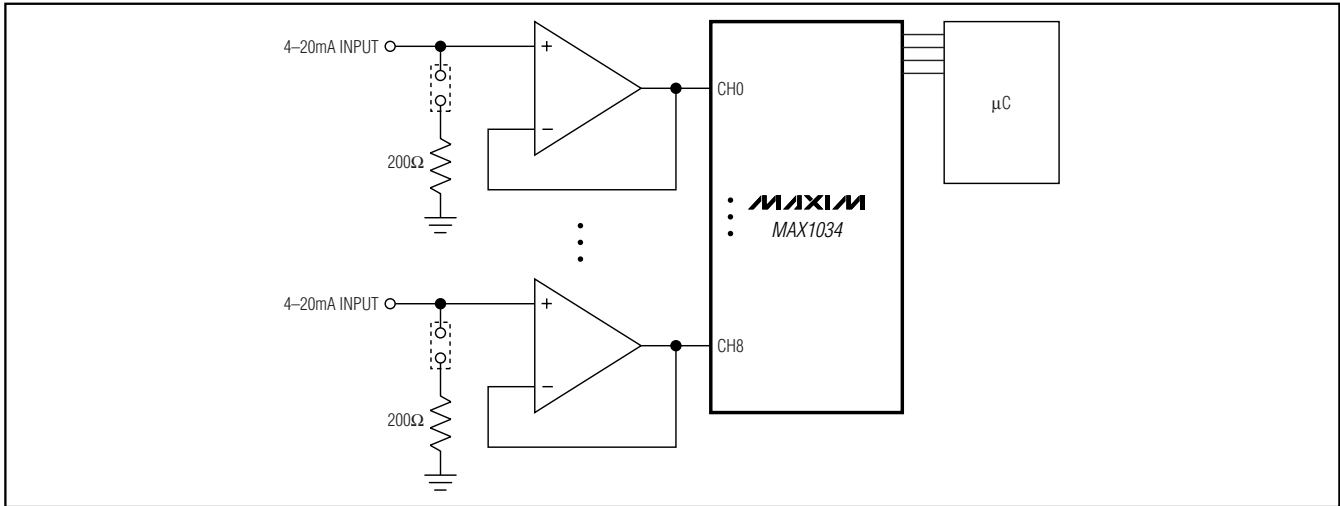 4–20mA INPUT
+
−
200Ω
CH0
µC
MAXIM
MAX1034
4–20mA INPUT
+
−
200Ω
CH8